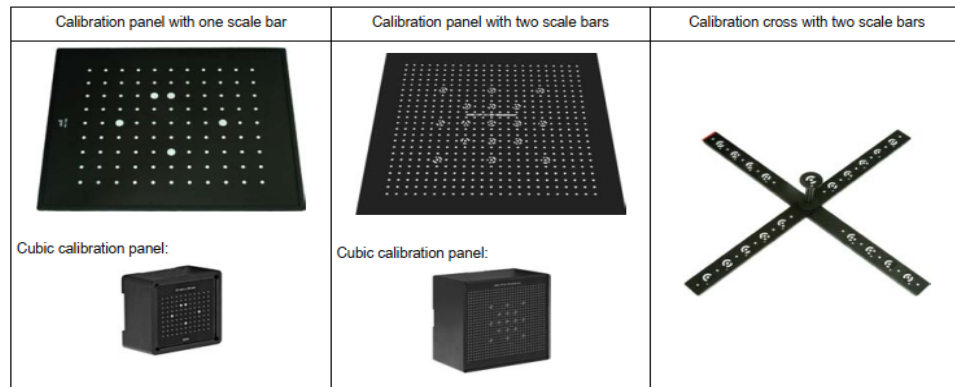 Calibration panel with one scale bar
Calibration panel with two scale bars
Calibration cross with two scale bars
Cubic calibration panel:
Cubic calibration panel: